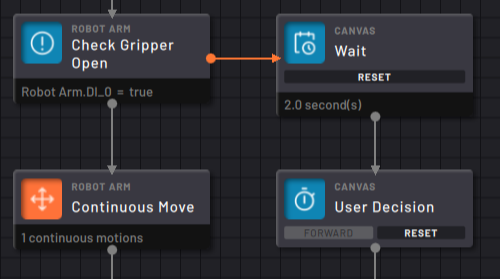 ROBOT ARM
Check Gripper
Open
Robot Arm.DI_0 = true
CANVAS
Wait
RESET
2.0 second(s)
ROBOT ARM
Continuous Move
1 continuous motions
CANVAS
User Decision
FORWARD RESET